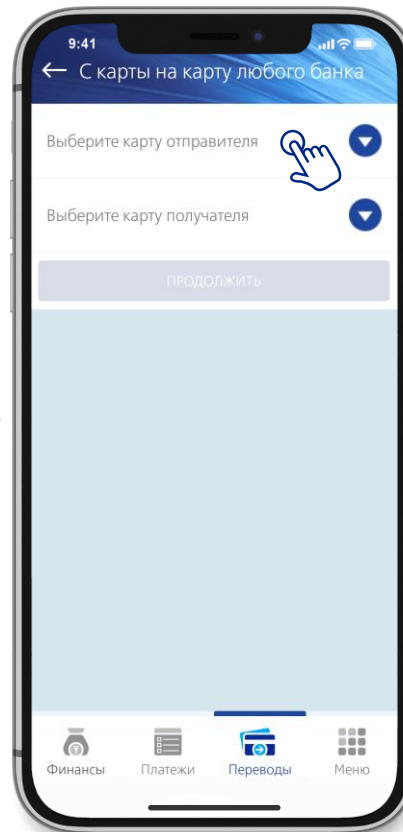 9:41
С карты на карту любого банка
Выберите карту отправителя
Выберите карту получателя
ПРОДОЛЖИТЬ
Финансы Платежи Переводы Меню